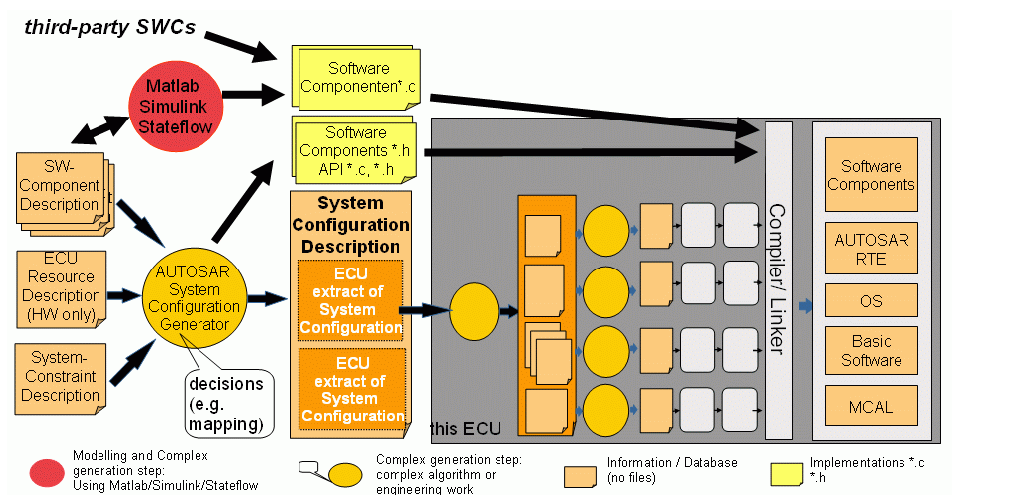 third-party SWCs
Matlab
Simulink
Stateflow
Software
Componenten*.c
Software
Components *.h
API *.c, *.h
SW-
Component
Description
ECU
Resource
Description
(HW only)
System-
Constraint
Description
AUTOSAR
System
Configuration
Generator
decisions
(e.g.
mapping)
System
Configuration
Description
ECU
extract of
System
Configuration
ECU
extract of
System
Configuration
this ECU
Compiler/ Linker
Software
Components
AUTOSAR
RTE
OS
Basic
Software
MCAL
Modelling and Complex
generation step:
Using Matlab/Simulink/Stateflow
Complex generation step:
complex algorithm or
engineering work
Information / Database
(no files)
Implementations *.c
*.h